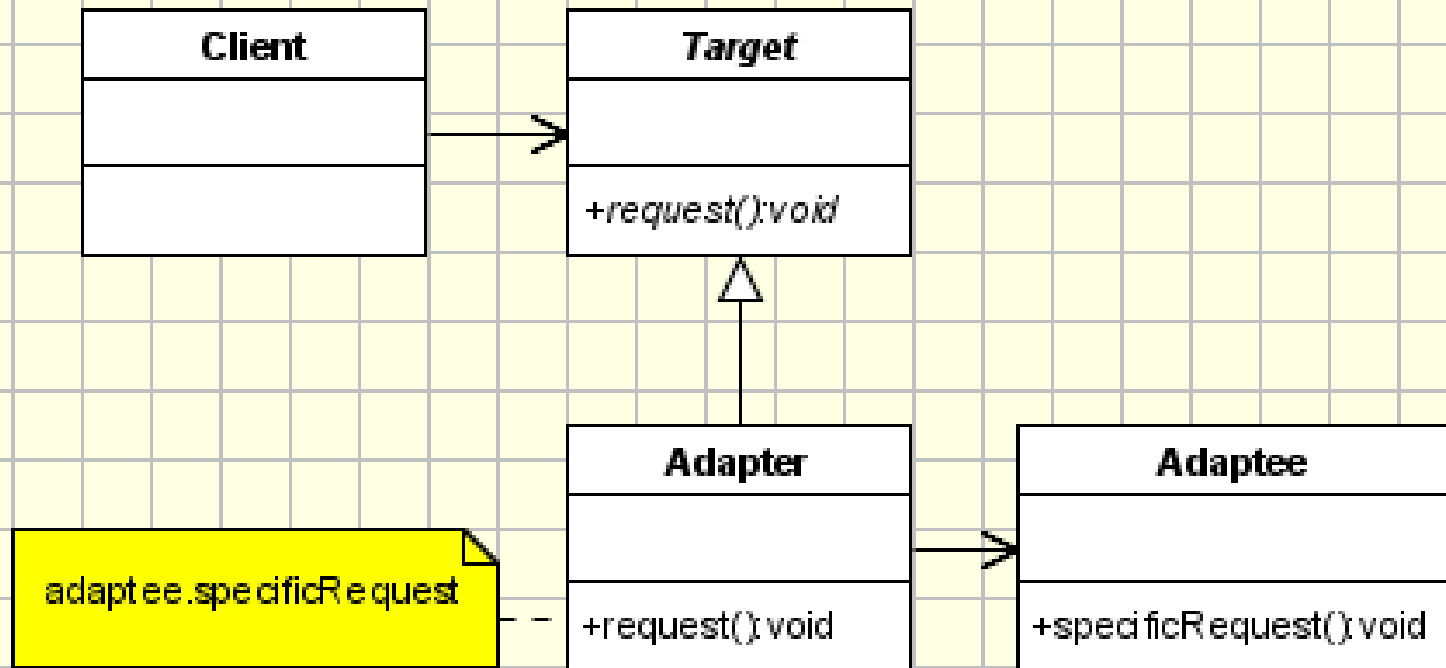 Client
Target
+request():void
Adapter
Adaptee
adaptee.specificRequest
+request():void
+specificRequest():void